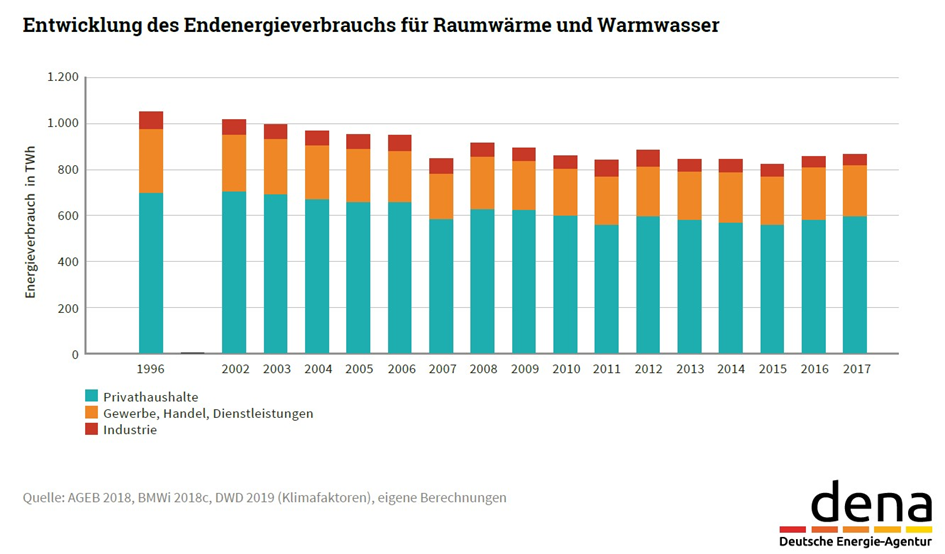 Entwicklung des Endenergieverbrauchs für Raumwärme und Warmwasser
Energieverbrauch in TWh
1.200
1.000
800
600
400
200
0
1996 2002 2003 2004 2005 2006 2007 2008 2009 2010 2011 2012 2013 2014 2015 2016 2017
Privathaushalte
Gewerbe, Handel, Dienstleistungen
Industrie
Quelle: AGEB 2018, BMWi 2018c, DWD 2019 (Klimafaktoren), eigene Berechnungen
dena
Deutsche Energie-Agentur